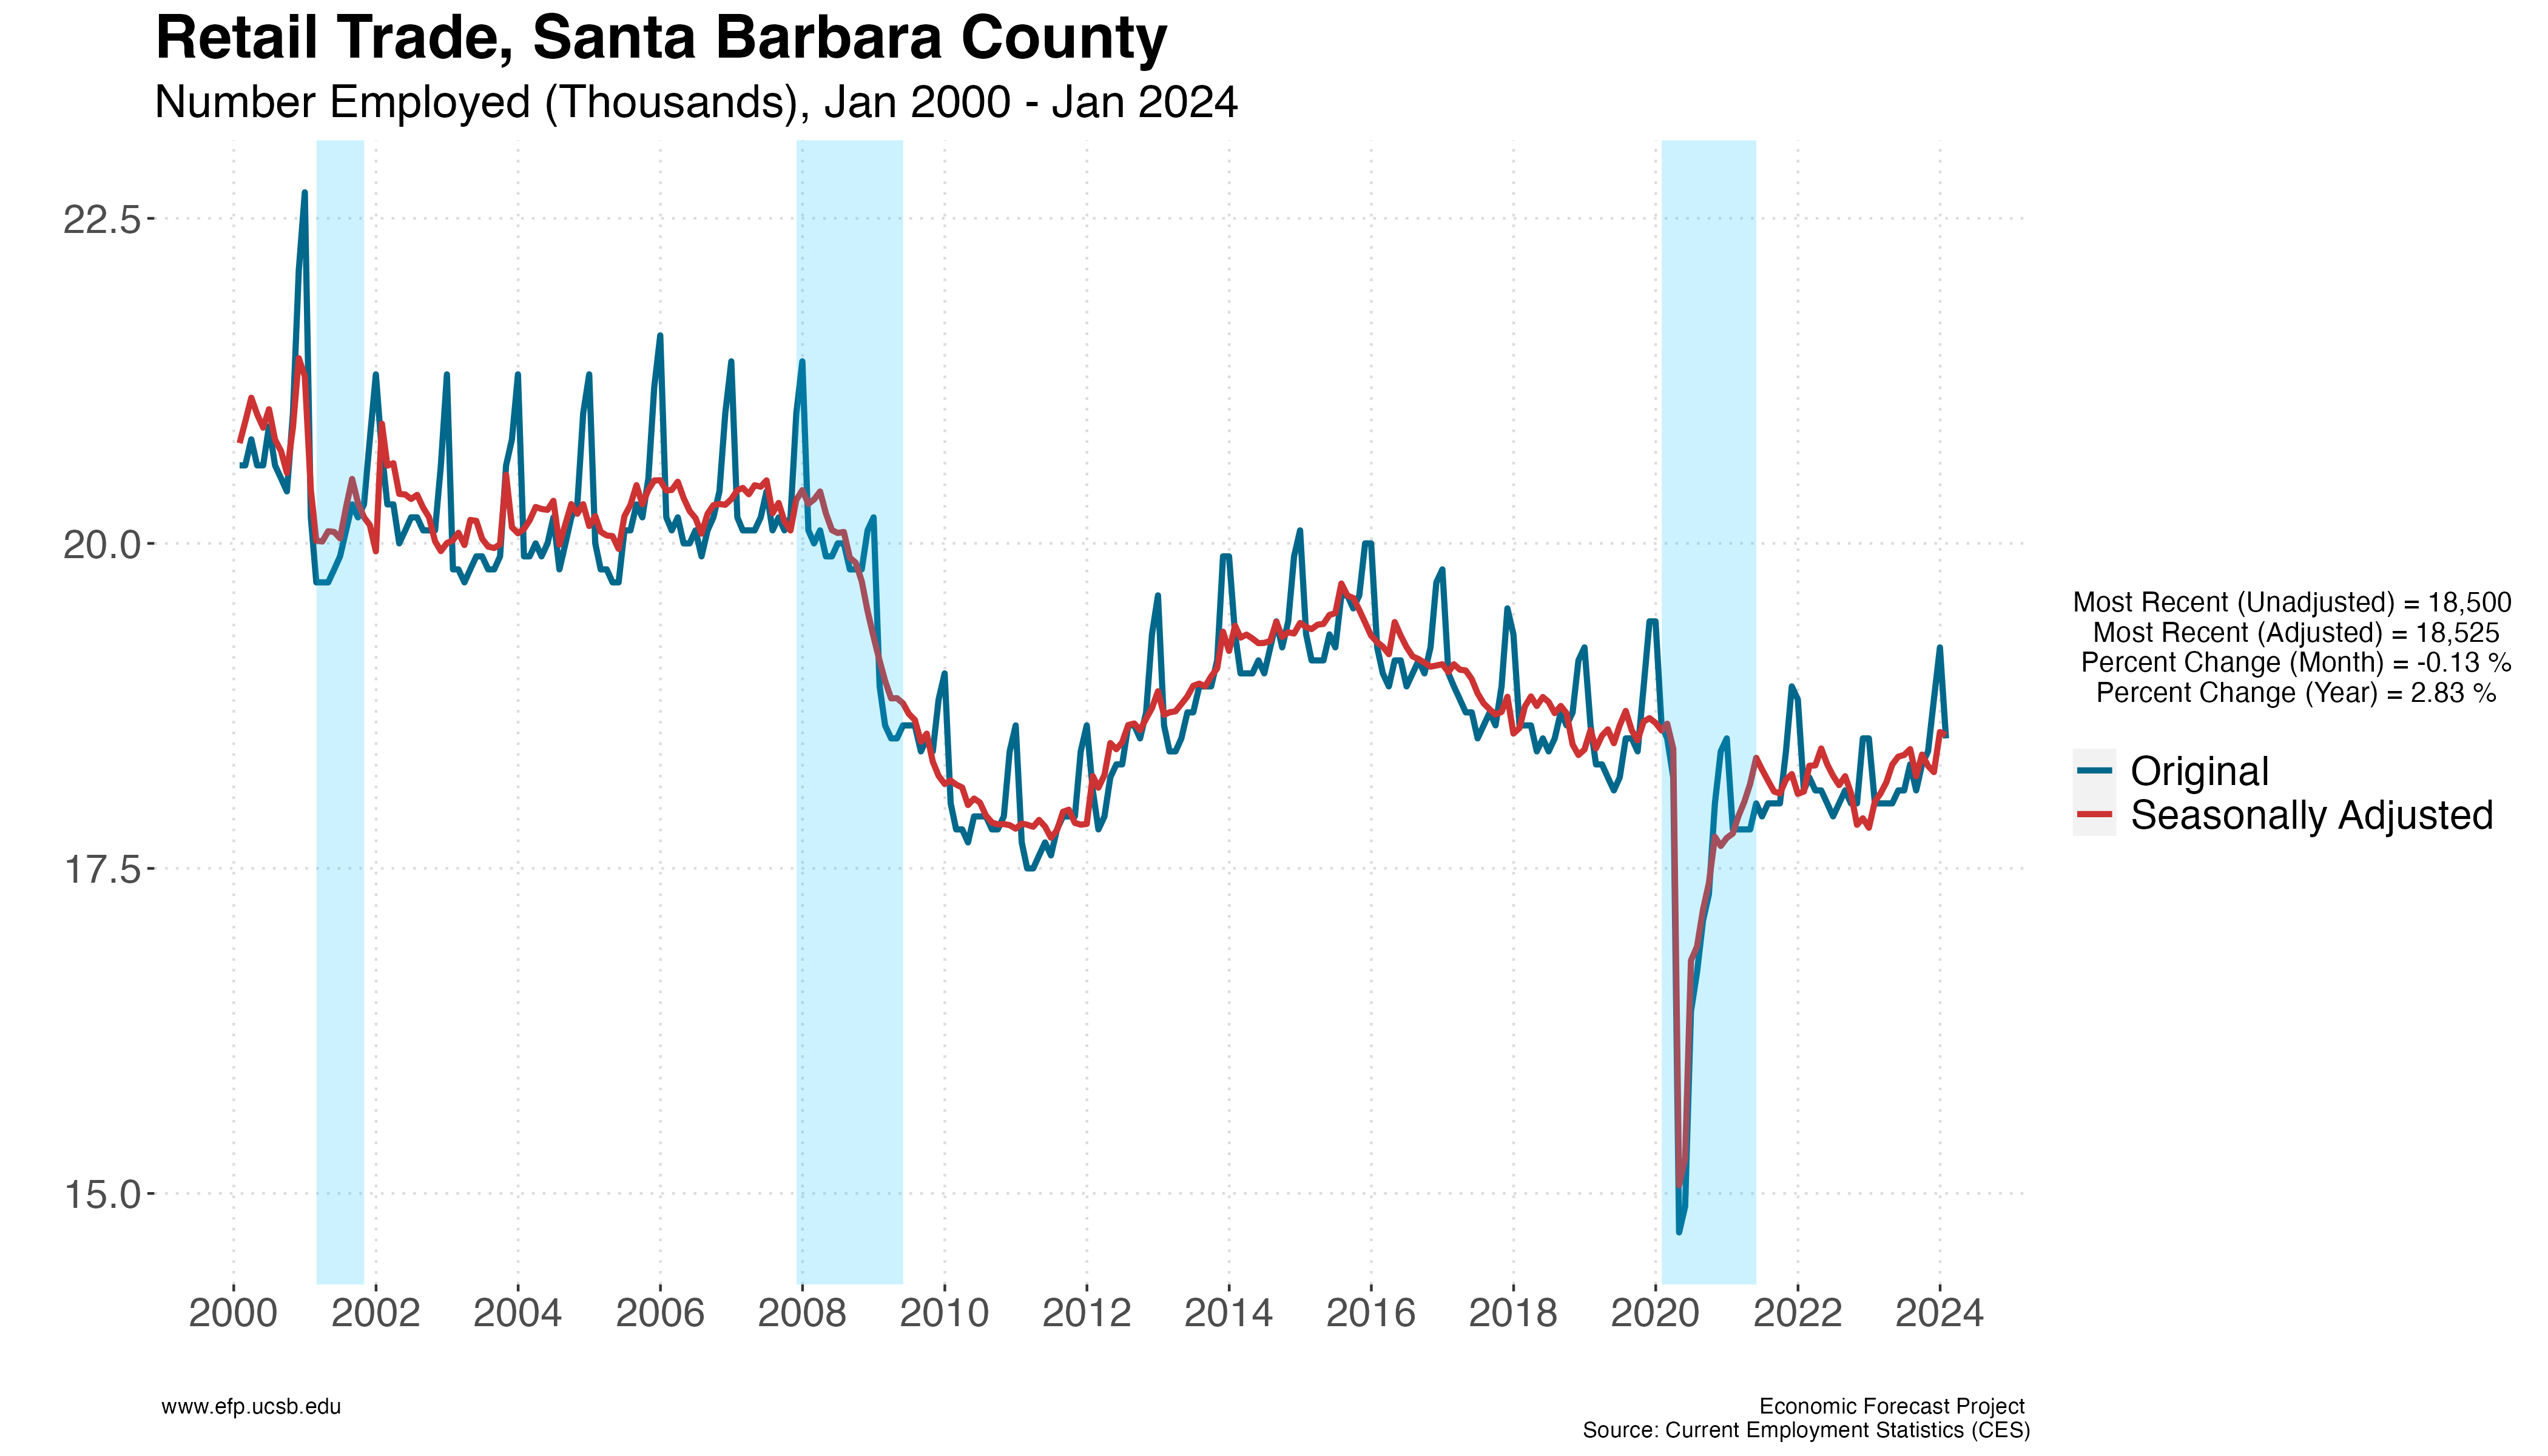 Retail Trade, Santa Barbara County
Number Employed (Thousands), Jan 2000 - Jan 2024
22.5
20.0
17.5
15.0
2000 2002 2004 2006 2008 2010 2012 2014 2016 2018 2020 2022 2024
Most Recent (Unadjusted) = 18,500
Most Recent (Adjusted) = 18,525
Percent Change (Month) = -0.13 %
Percent Change (Year) = 2.83 %
Original
Seasonally Adjusted
www.efp.ucsb.edu
Economic Forecast Project
Source: Current Employment Statistics (CES)